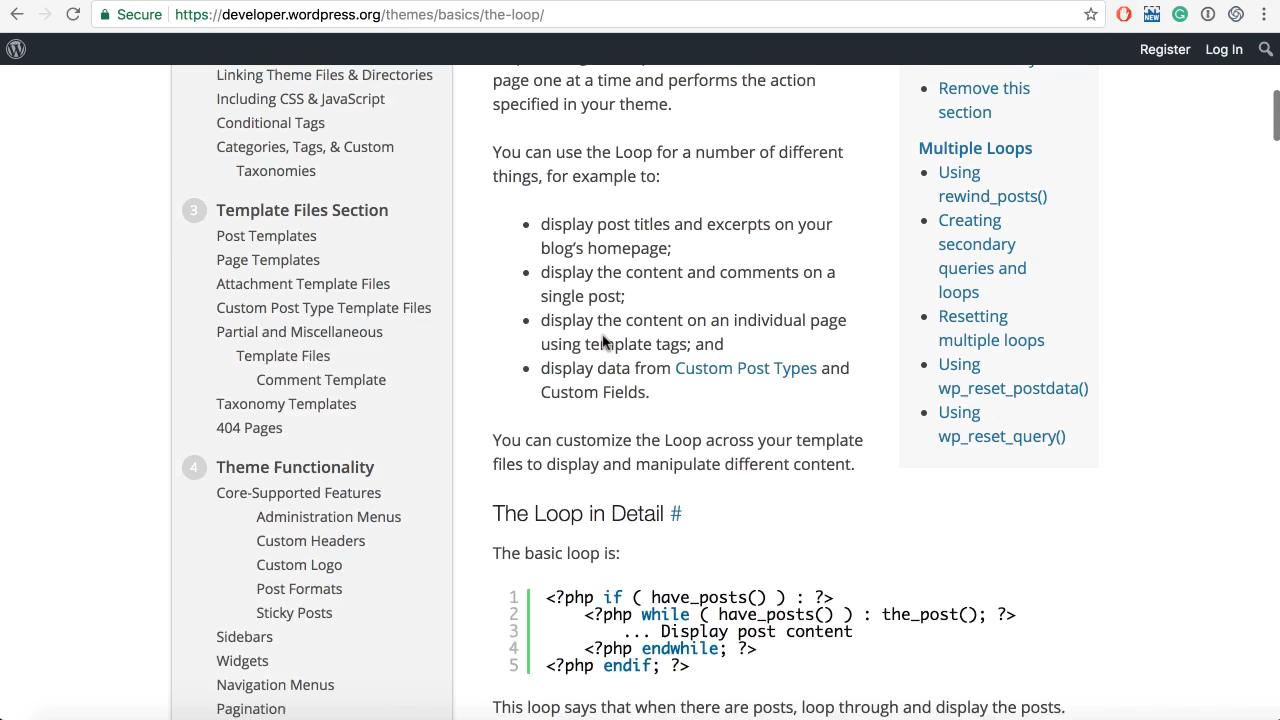 Secure https://developer.wordpress.org/themes/basics/the-loop/
NEW
Register Log In
Linking Theme Files & Directories
Including CSS & JavaScript
Conditional Tags
Categories, Tags, & Custom
Taxonomies
3 Template Files Section
Post Templates
Page Templates
Attachment Template Files
Custom Post Type Template Files
Partial and Miscellaneous
Template Files
Comment Template
Taxonomy Templates
404 Pages
4 Theme Functionality
Core-Supported Features
Administration Menus
Custom Headers
Custom Logo
Post Formats
Sticky Posts
Sidebars
Widgets
Navigation Menus
Pagination
page one at a time and performs the action
specified in your theme.
You can use the Loop for a number of different
things, for example to:
• display post titles and excerpts on your
blog’s homepage;
• display the content and comments on a
single post;
• display the content on an individual page
using template tags; and
• display data from Custom Post Types and
Custom Fields.
You can customize the Loop across your template
files to display and manipulate different content.
The Loop in Detail #
The basic loop is:
1 <?php if ( have_posts() ) : ?>
2 <?php while ( have_posts() ) : the_post(); ?>
3 ... Display post content
4 <?php endwhile; ?>
5 <?php endif; ?>
This loop says that when there are posts, loop through and display the posts.
• Remove this
section
Multiple Loops
• Using
rewind_posts()
• Creating
secondary
queries and
loops
• Resetting
multiple loops
• Using
wp_reset_postdata()
• Using
wp_reset_query()